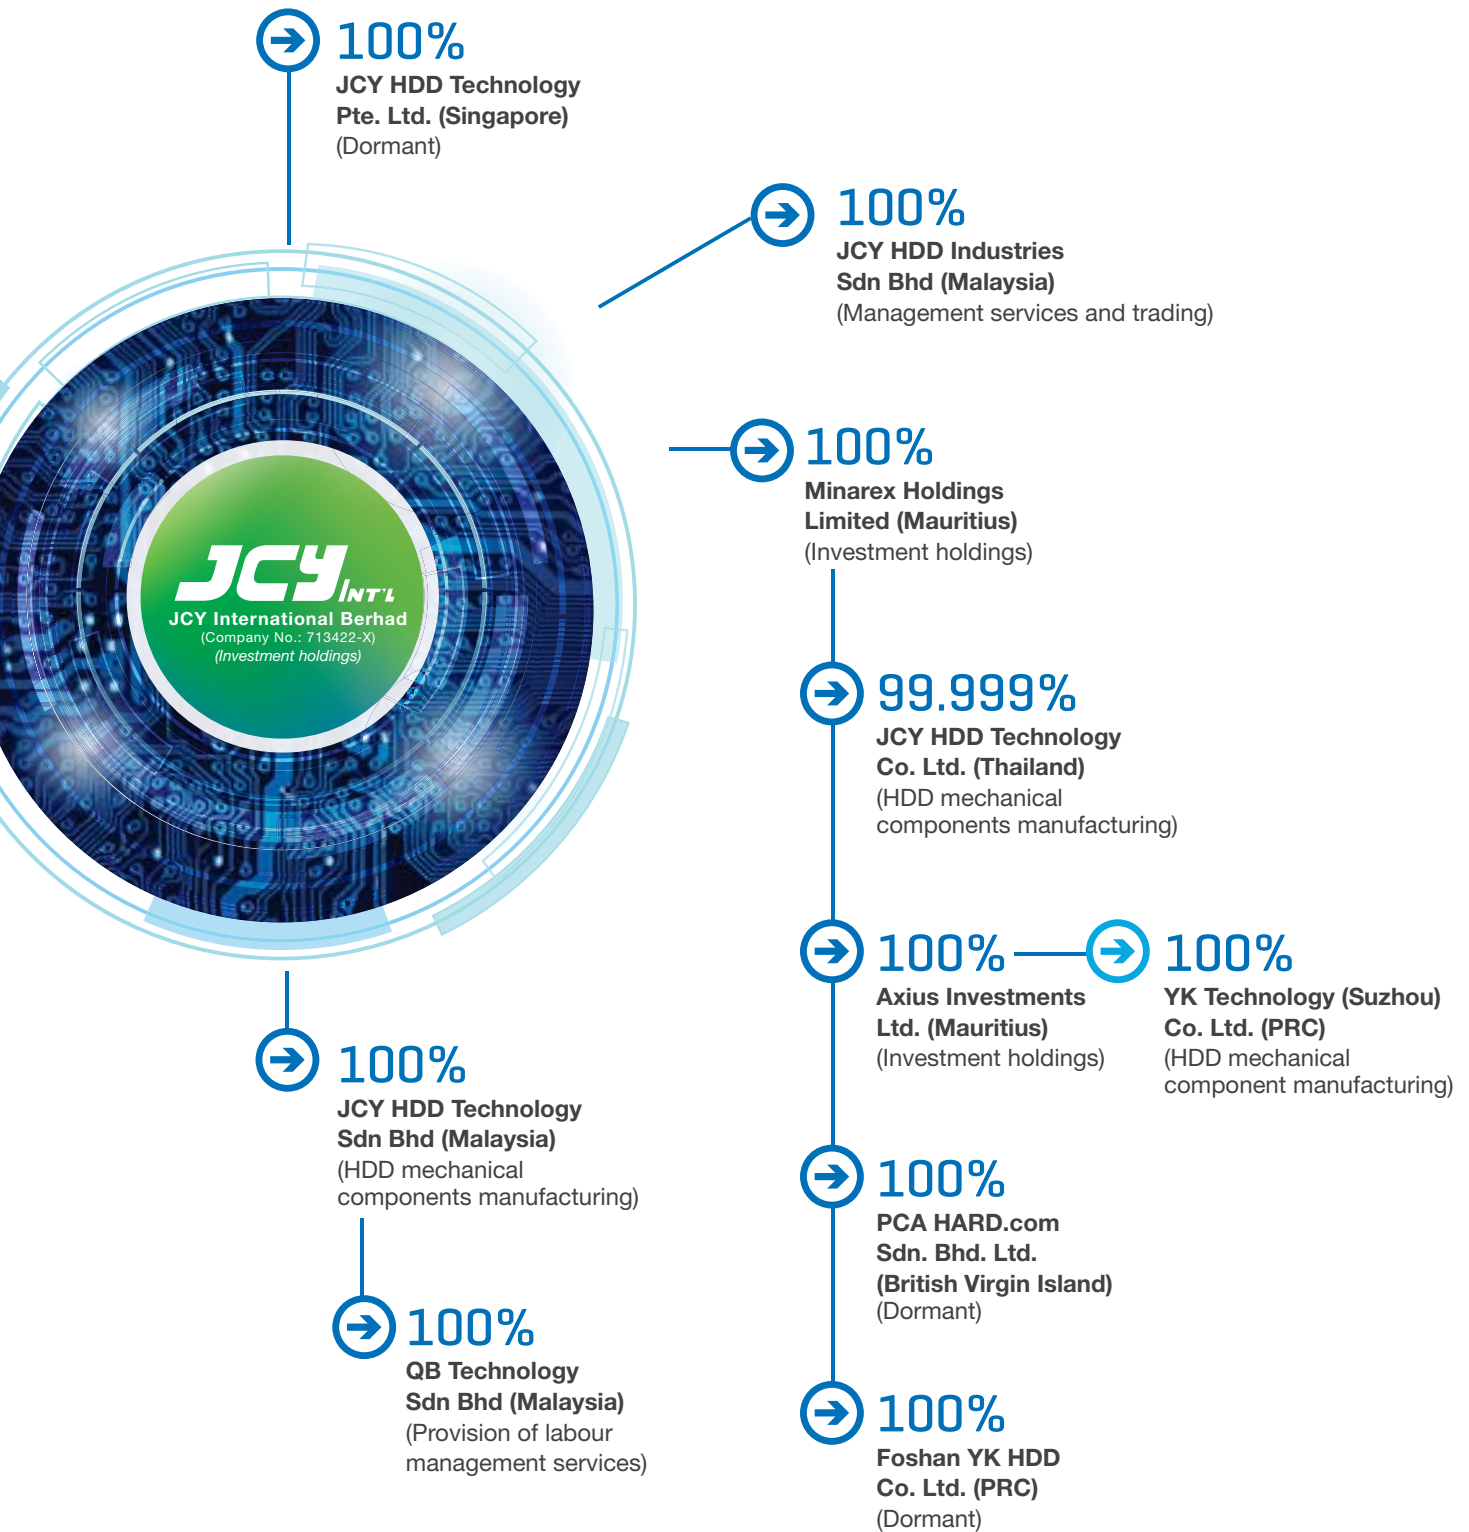 100%
JCY HDD Technology
Pte. Ltd. (Singapore)
(Dormant)
100%
JCY HDD Industries
Sdn Bhd (Malaysia)
(Management services and trading)
100%
Minarex Holdings
Limited (Mauritius)
(Investment holdings)
JCY INT'L
JCY International Berhad
(Company No.: 713422-X)
(Investment holdings)
99.999%
JCY HDD Technology
Co. Ltd. (Thailand)
(HDD mechanical
components manufacturing)
100%
Axius Investments
Ltd. (Mauritius)
(Investment holdings)
100%
YK Technology (Suzhou)
Co. Ltd. (PRC)
(HDD mechanical
component manufacturing)
100%
JCY HDD Technology
Sdn Bhd (Malaysia)
(HDD mechanical
components manufacturing)
100%
QB Technology
Sdn Bhd (Malaysia)
(Provision of labour
management services)
100%
PCA HARD.com
Sdn. Bhd. Ltd.
(British Virgin Island)
(Dormant)
100%
Foshan YK HDD
Co. Ltd. (PRC)
(Dormant)